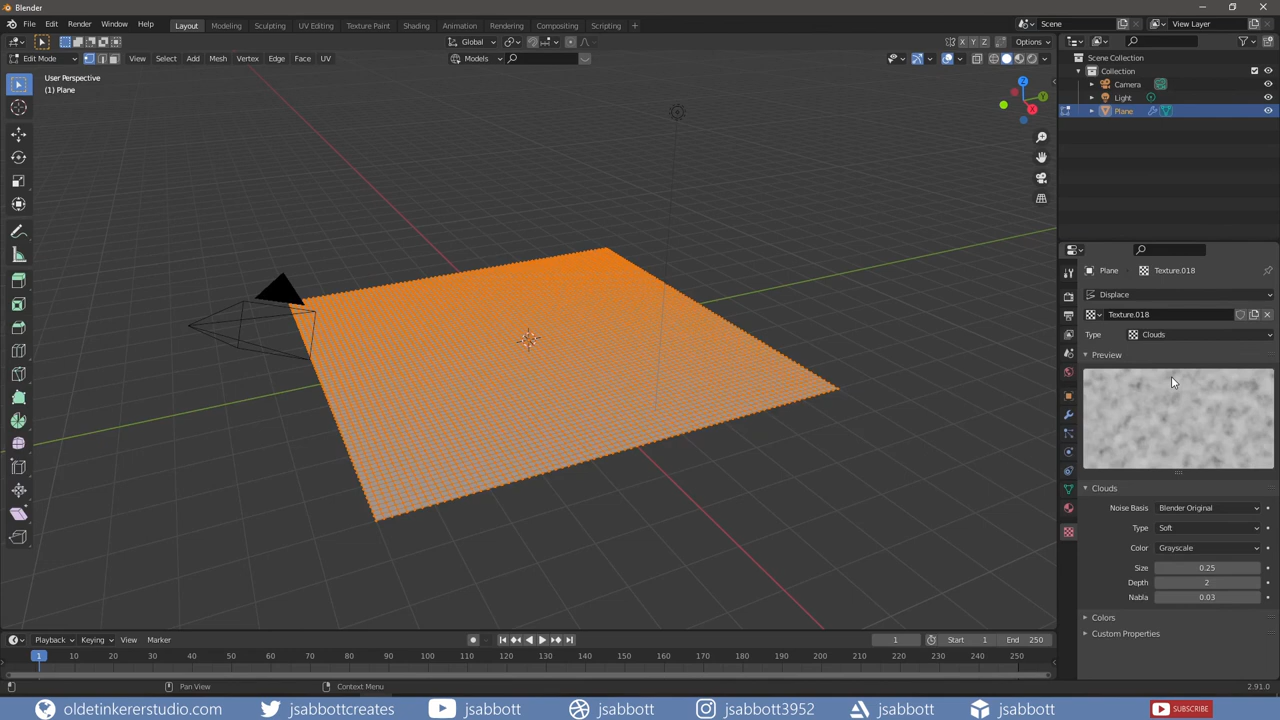 Blender
File Edit Render Window Help Layout Modeling Sculpting UV Editing Texture Paint Shading Animation Rendering Compositing Scripting + Scene View Layer
Global X Y Z Options
Edit Mode View Select Add Mesh Vertex Edge Face UV Models
User Perspective
(1) Plane
Z
Y
X
Scene Collection
Collection
Camera
Light
Plane
Plane Texture.018
Displace
Texture.018
Type Clouds
Preview
Clouds
Noise Basis Blender Original
Type Soft
Color Grayscale
Size 0.25
Depth 2
Nabla 0.03
Colors
Custom Properties
Playback Keying View Marker 1 Start 1 End 250
1 10 20 30 40 50 60 70 80 90 100 110 120 130 140 150 160 170 180 190 200 210 220 230 240 250
Pan View Context Menu 2.91.0
oldetinkererstudio.com jsabbottcreates jsabbott jsabbott jsabbott3952 jsabbott jsabbott SUBSCRIBE